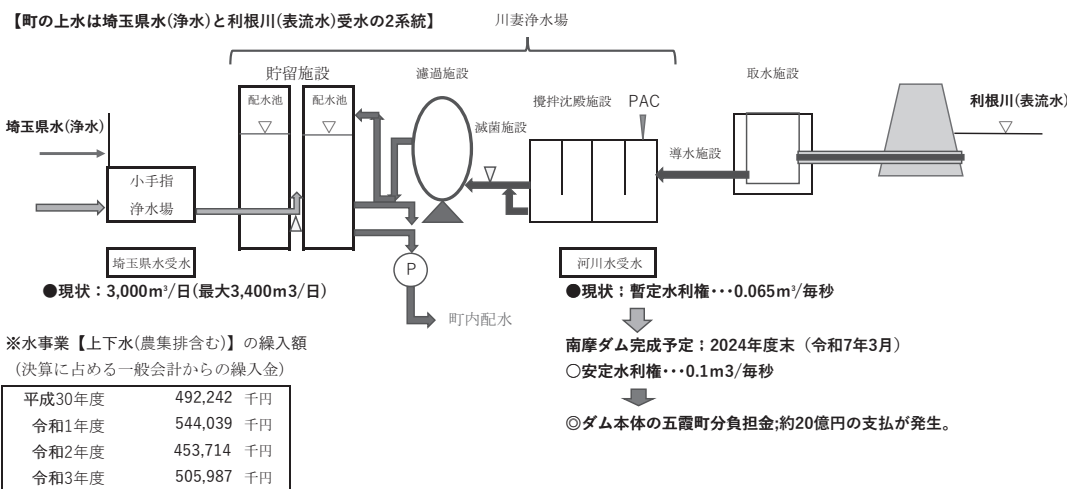 【町の上水は埼玉県水(浄水)と利根川(表流水)受水の2系統】
川妻浄水場
貯留施設
濾過施設
取水施設
配水池
配水池
攪拌沈殿施設
PAC
利根川(表流水)
埼玉県水(浄水)
滅菌施設
導水施設
小手指
浄水場
埼玉県水受水
P
河川水受水
●現状：3,000m³/日(最大3,400m3/日)
●現状：暫定水利権･･･0.065m³/毎秒
町内配水
※水事業【上下水(農集排含む)】の繰入額
南摩ダム完成予定：2024年度末（令和7年3月）
（決算に占める一般会計からの繰入金）
○安定水利権･･･0.1m3/毎秒
平成30年度 492,242 千円
令和1年度 544,039 千円
◎ダム本体の五霞町分負担金;約20億円の支払が発生。
令和2年度 453,714 千円
令和3年度 505,987 千円